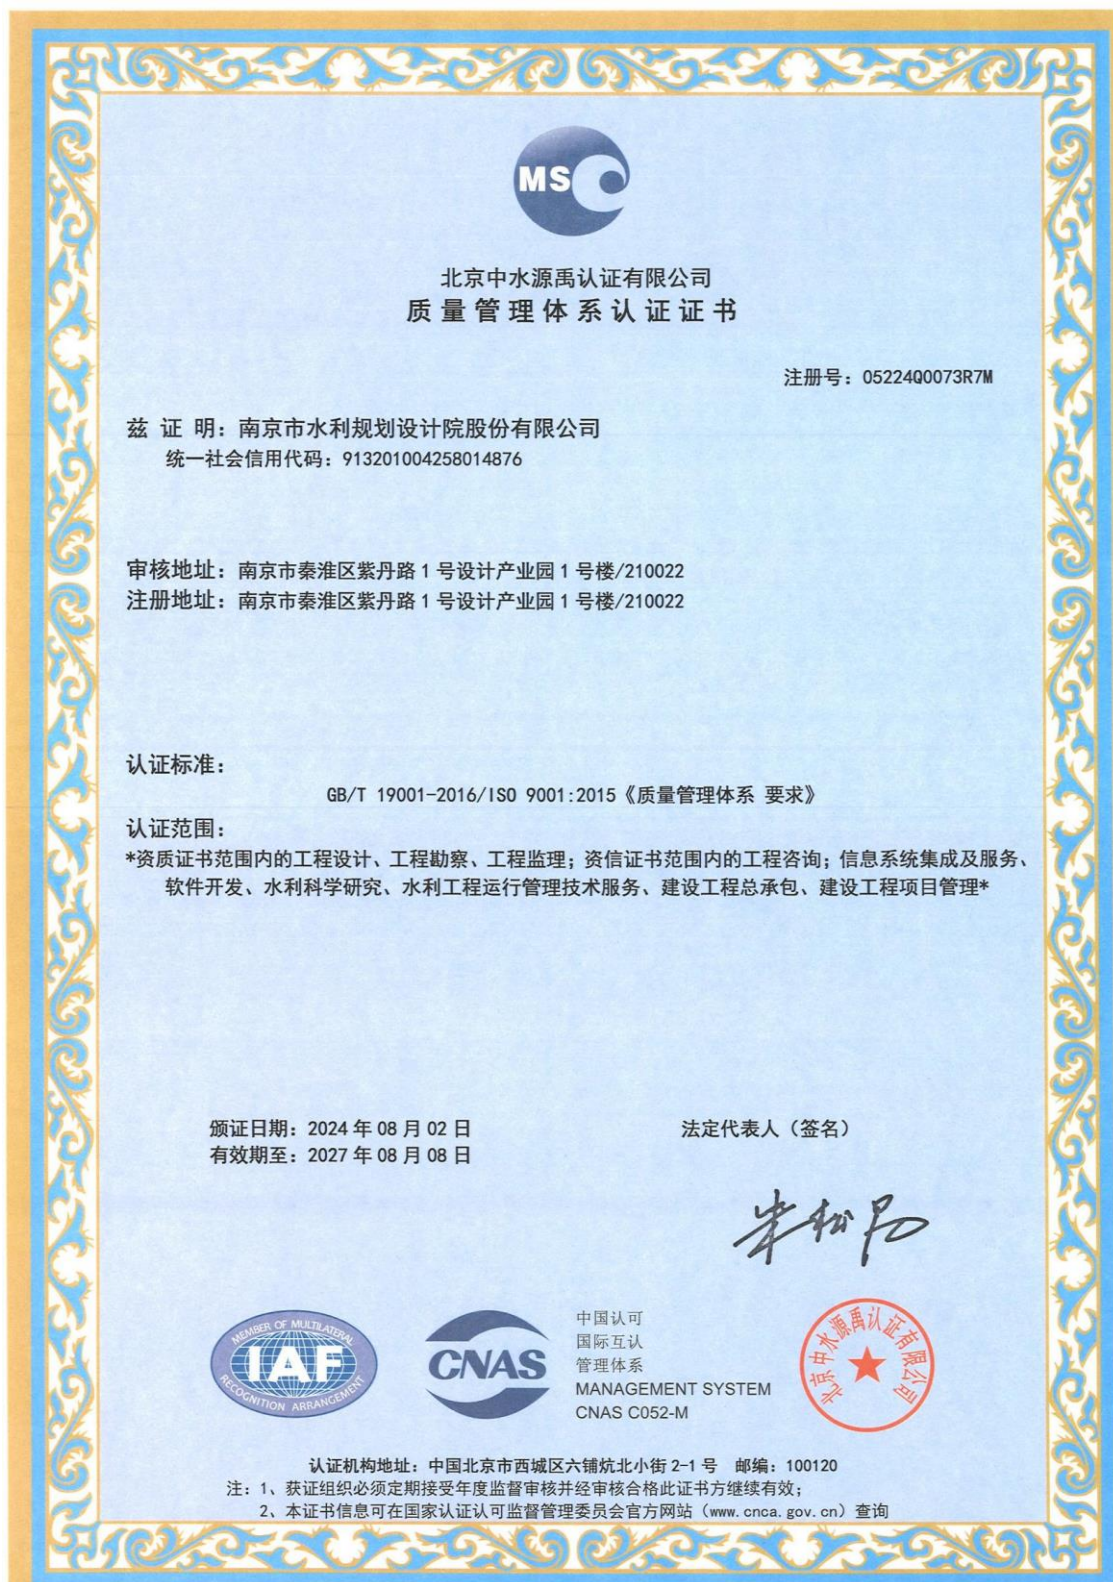 MSC
北京中水源禹认证有限公司
质量管理体系认证证书
注册号：05224Q0073R7M
兹 证 明：南京市水利规划设计院股份有限公司
统一社会信用代码：913201004258014876
审核地址：南京市秦淮区紫丹路 1 号设计产业园 1 号楼/210022
注册地址：南京市秦淮区紫丹路 1 号设计产业园 1 号楼/210022
认证标准：
GB/T 19001-2016/ISO 9001:2015《质量管理体系 要求》
认证范围：
*资质证书范围内的工程设计、工程勘察、工程监理；资信证书范围内的工程咨询；信息系统集成及服务、
软件开发、水利科学研究、水利工程运行管理技术服务、建设工程总承包、建设工程项目管理*
颁证日期：2024 年 08 月 02 日
法定代表人（签名）
有效期至：2027 年 08 月 08 日
MEMBER OF MULTILATERAL
IAF
RECOGNITION ARRANGEMENT
CNAS
中国认可
国际互认
管理体系
MANAGEMENT SYSTEM
CNAS C052-M
北京中水源禹认证有限公司
认证机构地址：中国北京市西城区六铺炕北小街 2-1 号 邮编：100120
注：1、获证组织必须定期接受年度监督审核并经审核合格此证书方继续有效；
2、本证书信息可在国家认证认可监督管理委员会官方网站（www.cnca.gov.cn）查询